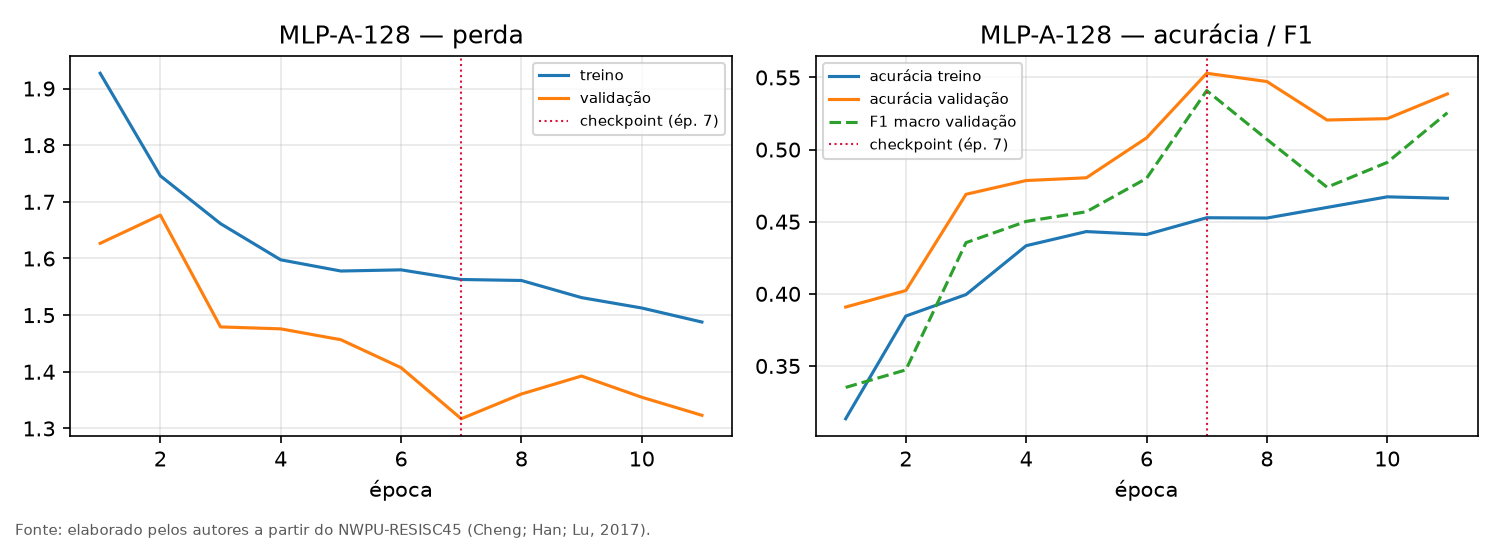 MLP-A-128 — perda
1.9
1.8
1.7
1.6
1.5
1.4
1.3
treino
validação
checkpoint (ép. 7)
2 4 6 8 10
época
MLP-A-128 — acurácia / F1
0.55
0.50
0.45
0.40
0.35
acurácia treino
acurácia validação
F1 macro validação
checkpoint (ép. 7)
2 4 6 8 10
época
Fonte: elaborado pelos autores a partir do NWPU-RESISC45 (Cheng; Han; Lu, 2017).